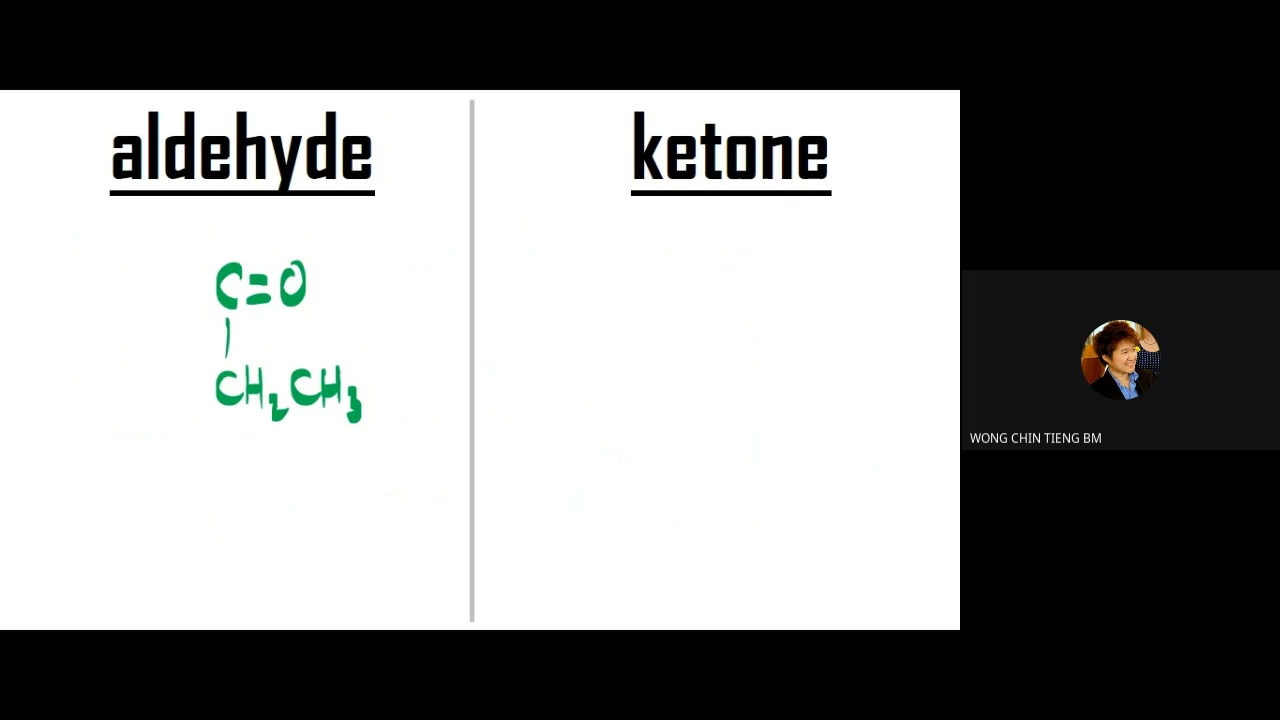 aldehyde
ketone
C=O
|
CH₂CH₃
WONG CHIN TIENG BM